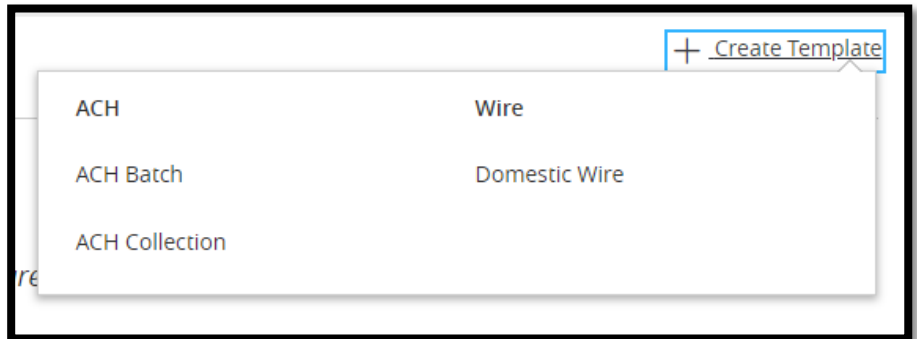 + Create Template
ACH
Wire
ACH Batch
Domestic Wire
ACH Collection